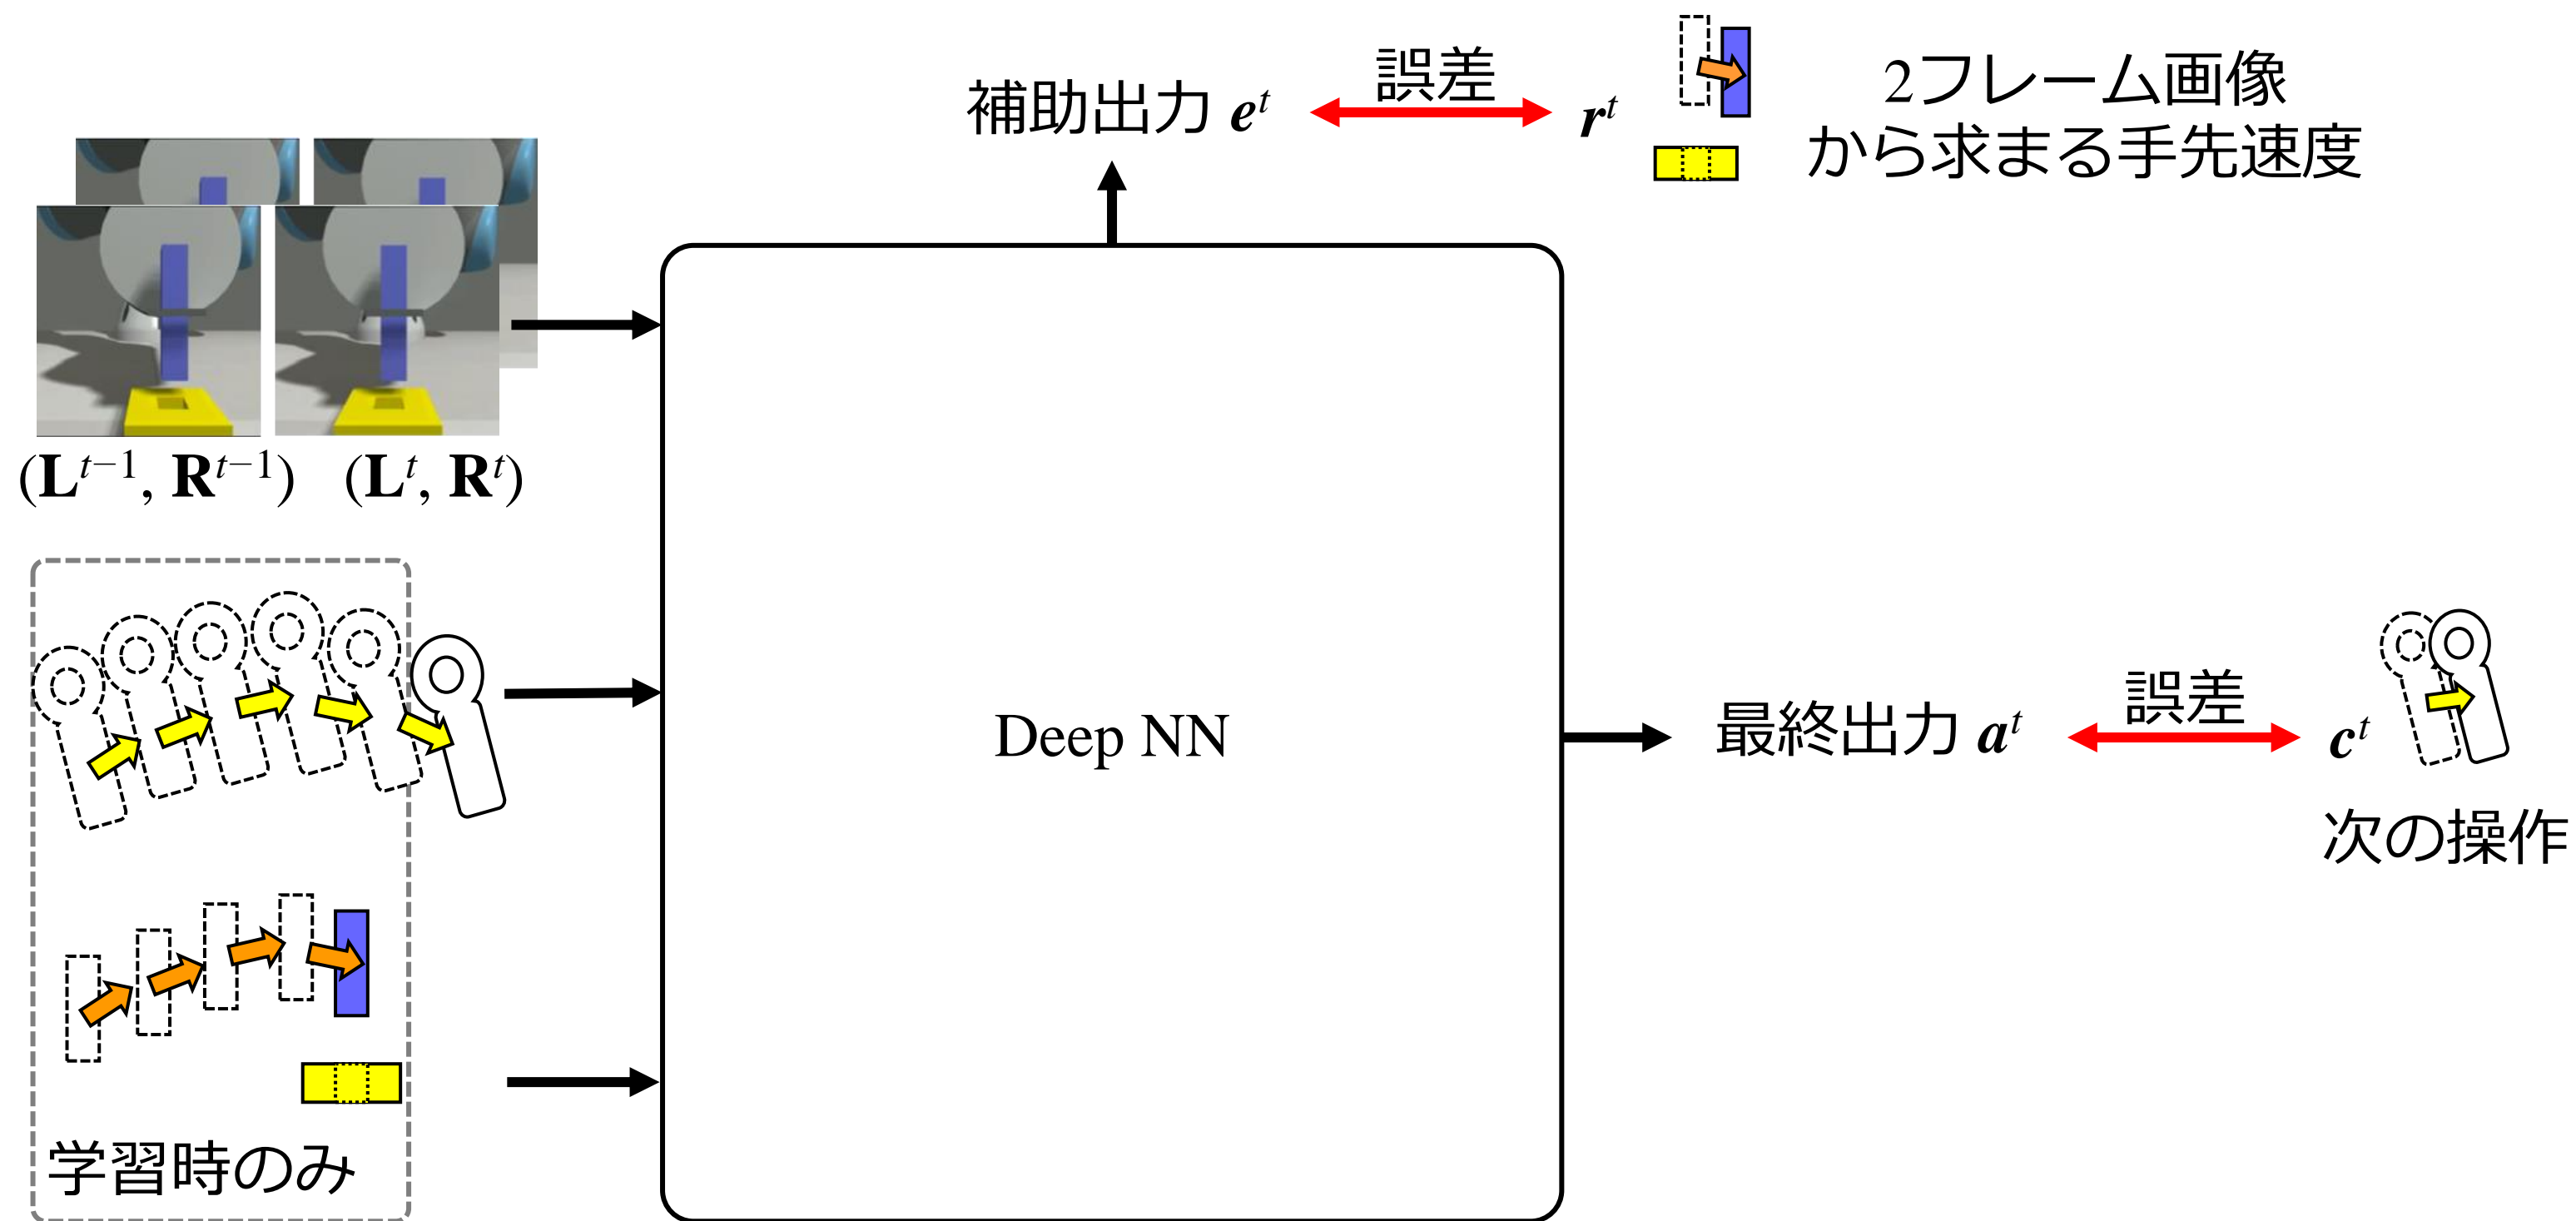 補助出力 e^t
誤差
r^t
2フレーム画像
から求まる手先速度
(L^{t−1}, R^{t−1})
(L^t, R^t)
Deep NN
最終出力 a^t
誤差
c^t
次の操作
学習時のみ